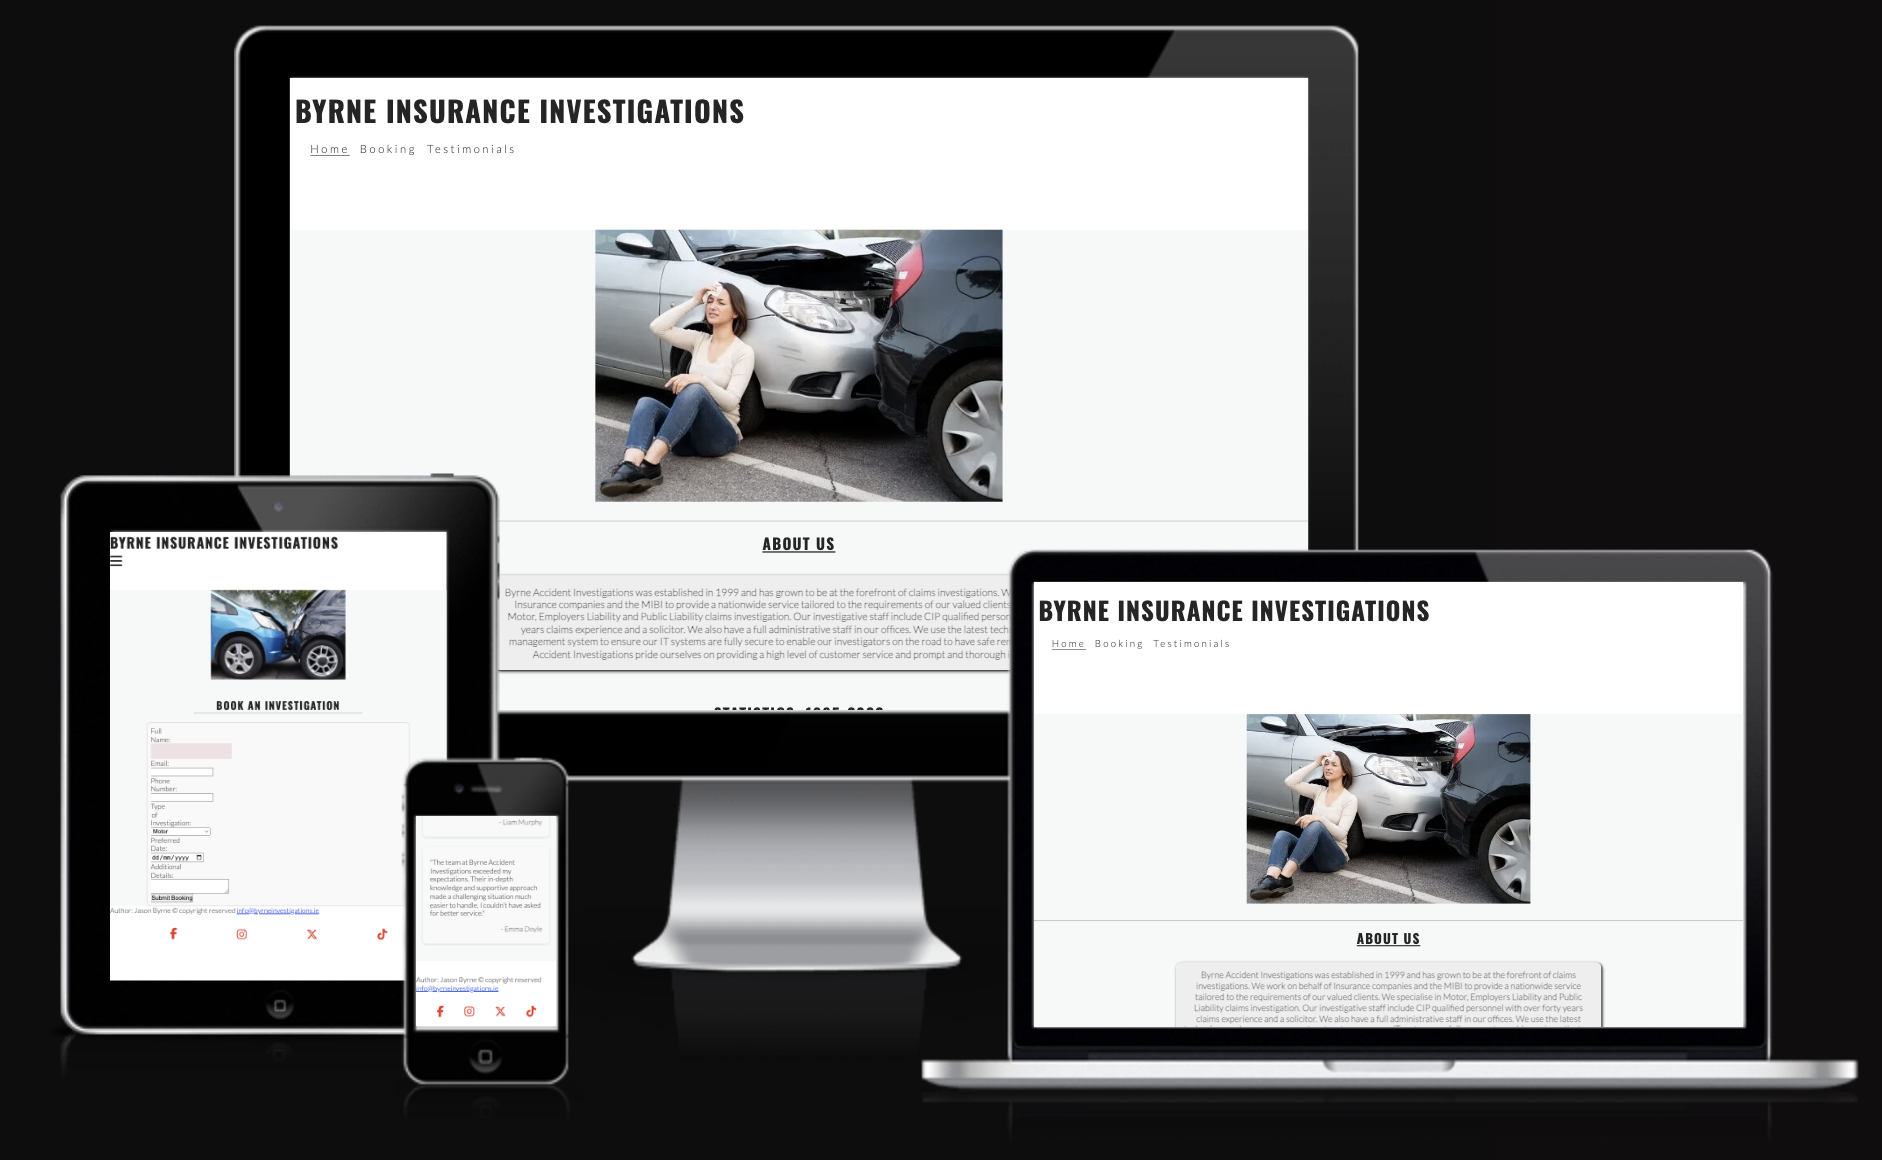 BYRNE INSURANCE INVESTIGATIONS
Home Booking Testimonials
ABOUT US
Byrne Accident Investigations was established in 1999 and has grown to be at the forefront of claims investigations. W
Insurance companies and the MIBI to provide a nationwide service tailored to the requirements of our valued clients
Motor, Employers Liability and Public Liability claims investigation. Our investigative staff include CIP qualified person
years claims experience and a solicitor. We also have a full administrative staff in our offices. We use the latest tech
management system to ensure our IT systems are fully secure to enable our investigators on the road to have safe rem
Accident Investigations pride ourselves on providing a high level of customer service and prompt and thorough i
BYRNE INSURANCE INVESTIGATIONS
BOOK AN INVESTIGATION
Full
Name:
Email:
Phone
Number:
Type
of
Investigation:
Motor
Preferred
Date:
dd/mm/yyyy
Additional
Details:
Submit Booking
Author: Jason Byrne © copyright reserved info@byrneinvestigations.ie
- Liam Murphy
"The team at Byrne Accident
Investigations exceeded my
expectations. Their in-depth
knowledge and supportive approach
made a challenging situation much
easier to handle. I couldn't have asked
for better service."
- Emma Doyle
Author: Jason Byrne © copyright reserved
info@byrneinvestigations.ie
BYRNE INSURANCE INVESTIGATIONS
Home Booking Testimonials
ABOUT US
Byrne Accident Investigations was established in 1999 and has grown to be at the forefront of claims
investigations. We work on behalf of Insurance companies and the MIBI to provide a nationwide service
tailored to the requirements of our valued clients. We specialise in Motor, Employers Liability and Public
Liability claims investigation. Our investigative staff include CIP qualified personnel with over forty years
claims experience and a solicitor. We also have a full administrative staff in our offices. We use the latest